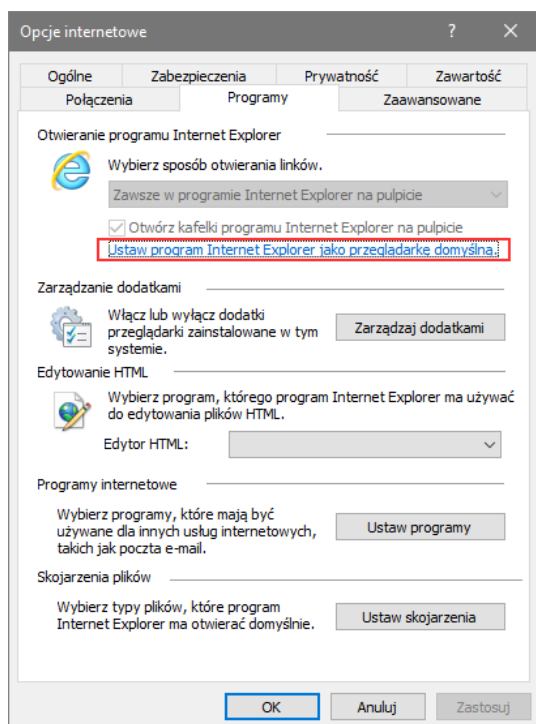 Opcje internetowe
Ogólne Zabezpieczenia Prywatność Zawartość
Połączenia Programy Zaawansowane
Otwieranie programu Internet Explorer
Wybierz sposób otwierania linków.
Zawsze w programie Internet Explorer na pulpicie
Otwórz kafelki programu Internet Explorer na pulpicie
Ustaw program Internet Explorer jako przeglądarkę domyślną.
Zarządzanie dodatkami
Włącz lub wyłącz dodatki
przeglądarki zainstalowane w tym
systemie.
Zarządzaj dodatkami
Edytowanie HTML
Wybierz program, którego program Internet Explorer ma używać
do edytowania plików HTML.
Edytor HTML:
Programy internetowe
Wybierz programy, które mają być
używane dla innych usług internetowych,
takich jak poczta e-mail.
Ustaw programy
Skojarzenia plików
Wybierz typy plików, które program
Internet Explorer ma otwierać domyślnie.
Ustaw skojarzenia
OK Anuluj Zastosuj